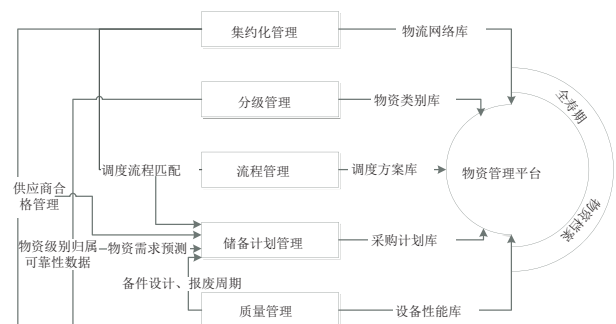 集约化管理
物流网络库
分级管理
物资类别库
全寿期
调度流程匹配
流程管理
调度方案库
物资管理平台
供应商合
格管理
物资档案
物资级别归属
可靠性数据
物资需求预测
储备计划管理
采购计划库
备件设计、报废周期
质量管理
设备性能库